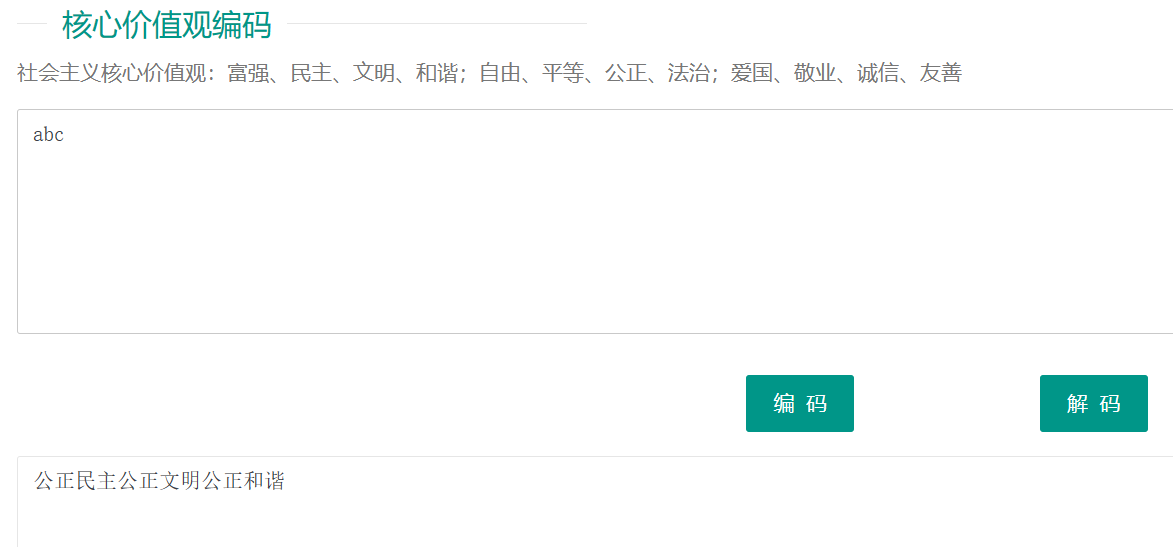 核心价值观编码
社会主义核心价值观：富强、民主、文明、和谐；自由、平等、公正、法治；爱国、敬业、诚信、友善
abc
编 码
解 码
公正民主公正文明公正和谐